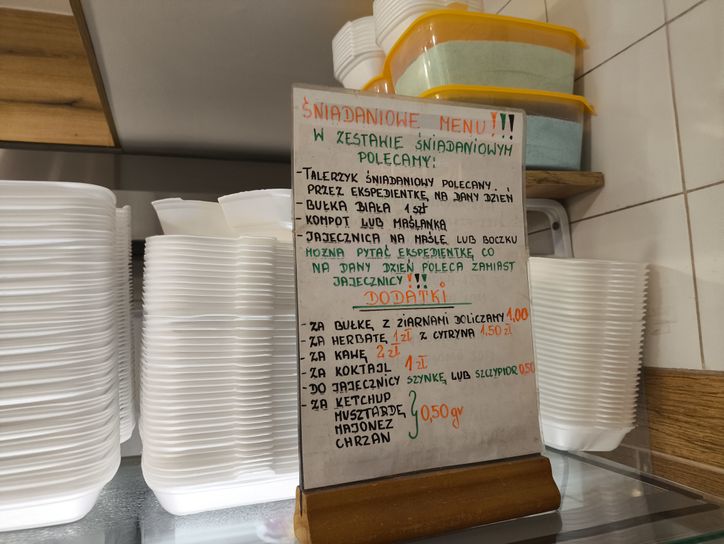 ŚNIADANIOWE MENU!!!
W ZESTAWIE ŚNIADANIOWYM
POLECAMY:
- TALERZYK ŚNIADANIOWY POLECANY
PRZEZ EKSPEDIENTKĘ NA DANY DZIEŃ
- BUŁKA BIAŁA 1 SZT
- KOMPOT LUB MAŚLANKA
- JAJECZNICA NA MAŚLE LUB BOCZKU
MOŻNA PYTAĆ EKSPEDIENTKĘ CO
NA DANY DZIEŃ POLECA ZAMIAST
JAJECZNICY!!!
DODATKI
- ZA BUŁKĘ Z ZIARNAMI DOLICZAMY 1,00
- ZA HERBATĘ 1 zł Z CYTRYNA 1.50 zł
- ZA KAWĘ 2 zł
- ZA KOKTAJL 1 zł
- DO JAJECZNICY SZYNKĘ LUB SZCZYPIOR 0,50
- ZA KETCHUP
MUSZTARDĘ } 0,50 gr
MAJONEZ
CHRZAN